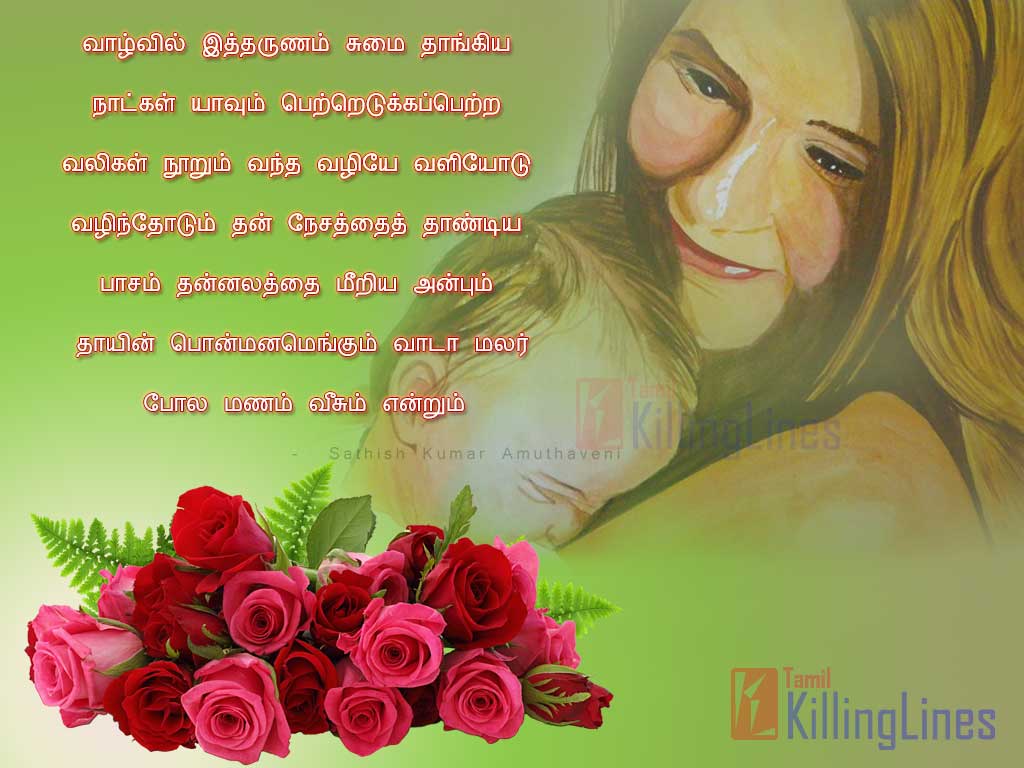 வாழ்வில் இத்தருணம் சுமை தாங்கிய
நாட்கள் யாவும் பெற்றெடுக்கப்பெற்ற
வலிகள் நூறும் வந்த வழியே வளியோடு
வழிந்தோடும் தன் நேசத்தைத் தாண்டிய
பாசம் தன்னலத்தை மீறிய அன்பும்
தாயின் பொன்மனமெங்கும் வாடா மலர்
போல மணம் வீசும் என்றும்
- Sathish Kumar Amuthaveni
Tamil
KillingLines
Tamil
KillingLines